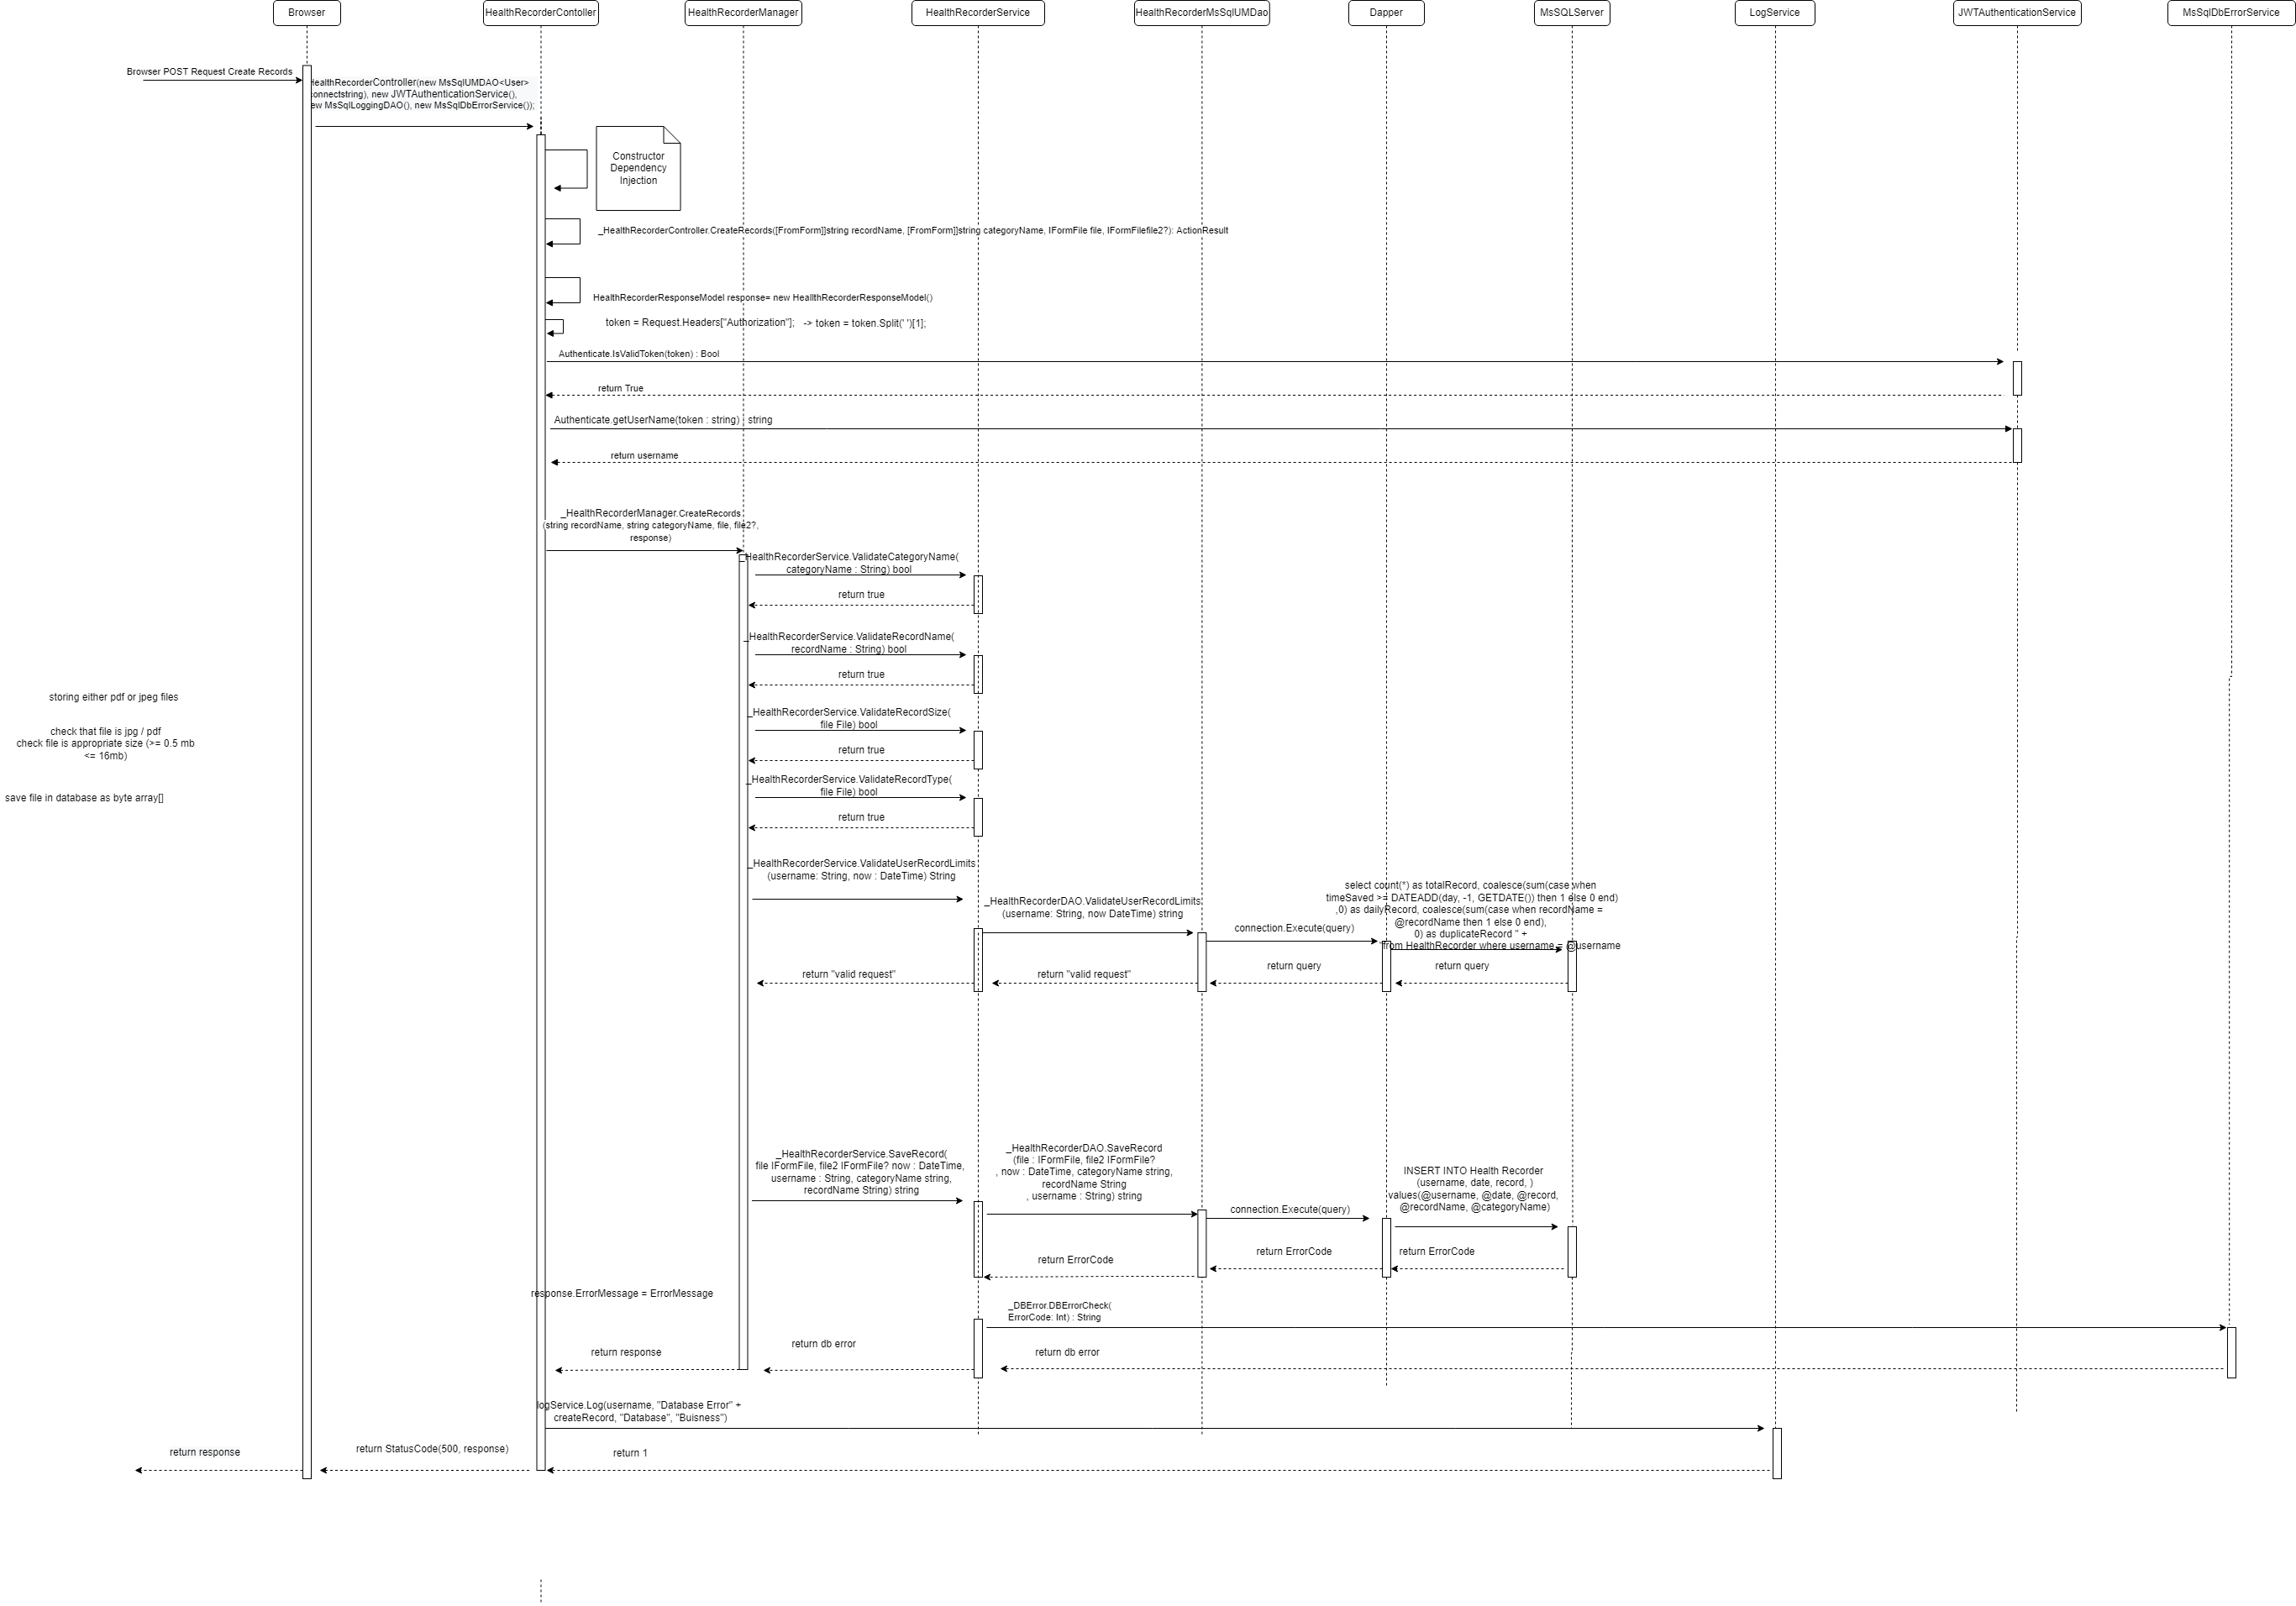 Browser
HealthRecorderContoller
HealthRecorderManager
HealthRecorderService
HealthRecorderMsSqlUMDao
Dapper
MsSQLServer
LogService
JWTAuthenticationService
MsSqlDbErrorService
Browser POST Request Create Records
HealthRecorderController(new MsSqlUMDAO<User>
connectstring), new JWTAuthenticationService(),
ew MsSqlLoggingDAO(), new MsSqlDbErrorService());
Constructor
Dependency
Injection
_HealthRecorderController.CreateRecords([FromForm]]string recordName, [FromForm]]string categoryName, IFormFile file, IFormFilefile2?): ActionResult
HealthRecorderResponseModel response= new HeallthRecorderResponseModel()
token = Request.Headers["Authorization"];   -> token = token.Split(' ')[1];
Authenticate.IsValidToken(token) : Bool
return True
Authenticate.getUserName(token : string) : string
return username
_HealthRecorderManager.CreateRecords
(string recordName, string categoryName, file, file2?,
response)
_HealthRecorderService.ValidateCategoryName(
categoryName : String) bool
return true
_HealthRecorderService.ValidateRecordName(
recordName : String) bool
return true
storing either pdf or jpeg files
_HealthRecorderService.ValidateRecordSize(
file File) bool
check that file is jpg / pdf
check file is appropriate size (>= 0.5 mb
<= 16mb)
return true
_HealthRecorderService.ValidateRecordType(
file File) bool
save file in database as byte array[]
return true
_HealthRecorderService.ValidateUserRecordLimits
(username: String, now : DateTime) String
_HealthRecorderDAO.ValidateUserRecordLimits
(username: String, now DateTime) string
connection.Execute(query)
select count(*) as totalRecord, coalesce(sum(case when
timeSaved >= DATEADD(day, -1, GETDATE()) then 1 else 0 end)
,0) as dailyRecord, coalesce(sum(case when recordName =
@recordName then 1 else 0 end),
0) as duplicateRecord " +
"from HealthRecorder where username = @username
return "valid request"
return "valid request"
return query
return query
_HealthRecorderService.SaveRecord(
file IFormFile, file2 IFormFile? now : DateTime,
username : String, categoryName string,
recordName String) string
_HealthRecorderDAO.SaveRecord
(file : IFormFile, file2 IFormFile?
, now : DateTime, categoryName string,
recordName String
, username : String) string
connection.Execute(query)
INSERT INTO Health Recorder
(username, date, record, )
values(@username, @date, @record,
@recordName, @categoryName)
return ErrorCode
return ErrorCode
return ErrorCode
response.ErrorMessage = ErrorMessage
_DBError.DBErrorCheck(
ErrorCode: Int) : String
return db error
return db error
return response
logService.Log(username, "Database Error" +
createRecord, "Database", "Buisness")
return 1
return StatusCode(500, response)
return response